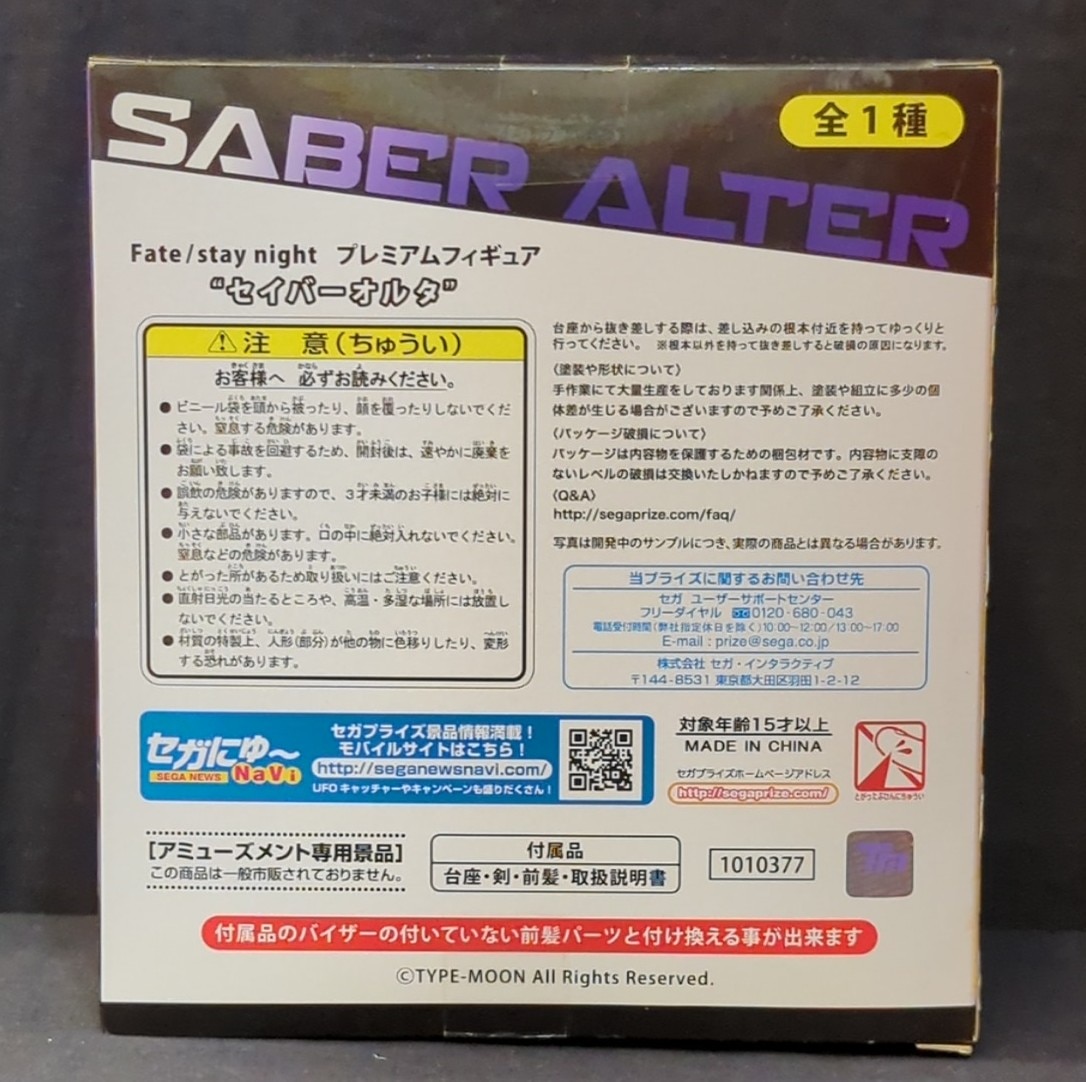 SABER ALTER
全1種
Fate/stay night プレミアムフィギュア
“セイバーオルタ”
⚠注 意(ちゅうい)
お客様へ 必ずお読みください。
● ビニール袋を頭から被ったり、顔を覆ったりしないでくだ
さい。窒息する危険があります。
● 袋による事故を回避するため、開封後は、速やかに廃棄を
お願い致します。
● 誤飲の危険がありますので、3才未満のお子様には絶対に
与えないでください。
● 小さな部品があります。口の中に絶対入れないでください。
窒息などの危険があります。
● とがった所があるため取り扱いにはご注意ください。
● 直射日光の当たるところや、高温・多湿な場所には放置し
ないでください。
● 材質の特製上、人形(部分)が他の物に色移りしたり、変形
する恐れがあります。
台座から抜き差しする際は、差し込みの根本付近を持ってゆっくりと
行ってください。 ※根本以外を持って抜き差しすると破損の原因になります。
〈塗装や形状について〉
手作業にて大量生産をしております関係上、塗装や組立に多少の個
体差が生じる場合がございますので予めご了承ください。
〈パッケージ破損について〉
パッケージは内容物を保護するための梱包材です。内容物に支障の
ないレベルの破損は交換いたしかねますので予めご了承ください。
〈Q&A〉
http://segaprize.com/faq/
写真は開発中のサンプルにつき、実際の商品とは異なる場合があります。
当プライズに関するお問い合わせ先
セガ ユーザーサポートセンター
フリーダイヤル 0120-680-043
電話受付時間(弊社指定休日を除く)10:00~12:00/13:00~17:00
E-mail : prize@sega.co.jp
株式会社 セガ・インタラクティブ
〒144-8531 東京都大田区羽田1-2-12
セガにゅ~
SEGA NEWS NaVi
セガプライズ景品情報満載!
モバイルサイトはこちら!
http://seganewsnavi.com/
UFOキャッチャーやキャンペーンも盛りだくさん!
対象年齢15才以上
MADE IN CHINA
セガプライズホームページアドレス
http://segaprize.com/
とがったぶひんにちゅうい
[アミューズメント専用景品]
この商品は一般市販されておりません。
付属品
台座・剣・前髪・取扱説明書
1010377
付属品のバイザーの付いていない前髪パーツと付け換える事が出来ます
©TYPE-MOON All Rights Reserved.